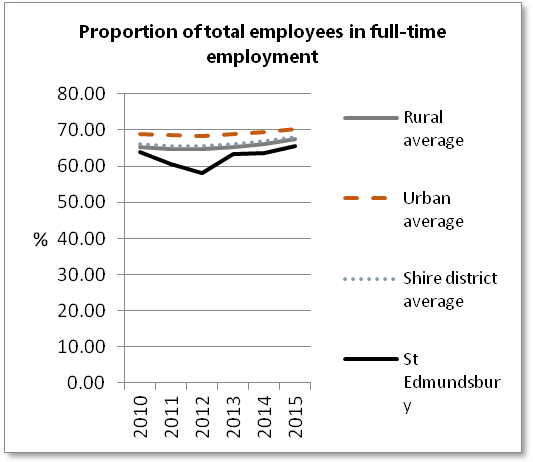 Proportion of total employees in full-time
employment
80.00
70.00
60.00
50.00
40.00
30.00
20.00
10.00
0.00
%
2010
2011
2012
2013
2014
2015
Rural
average
Urban
average
Shire district
average
St
Edmundsbur
y